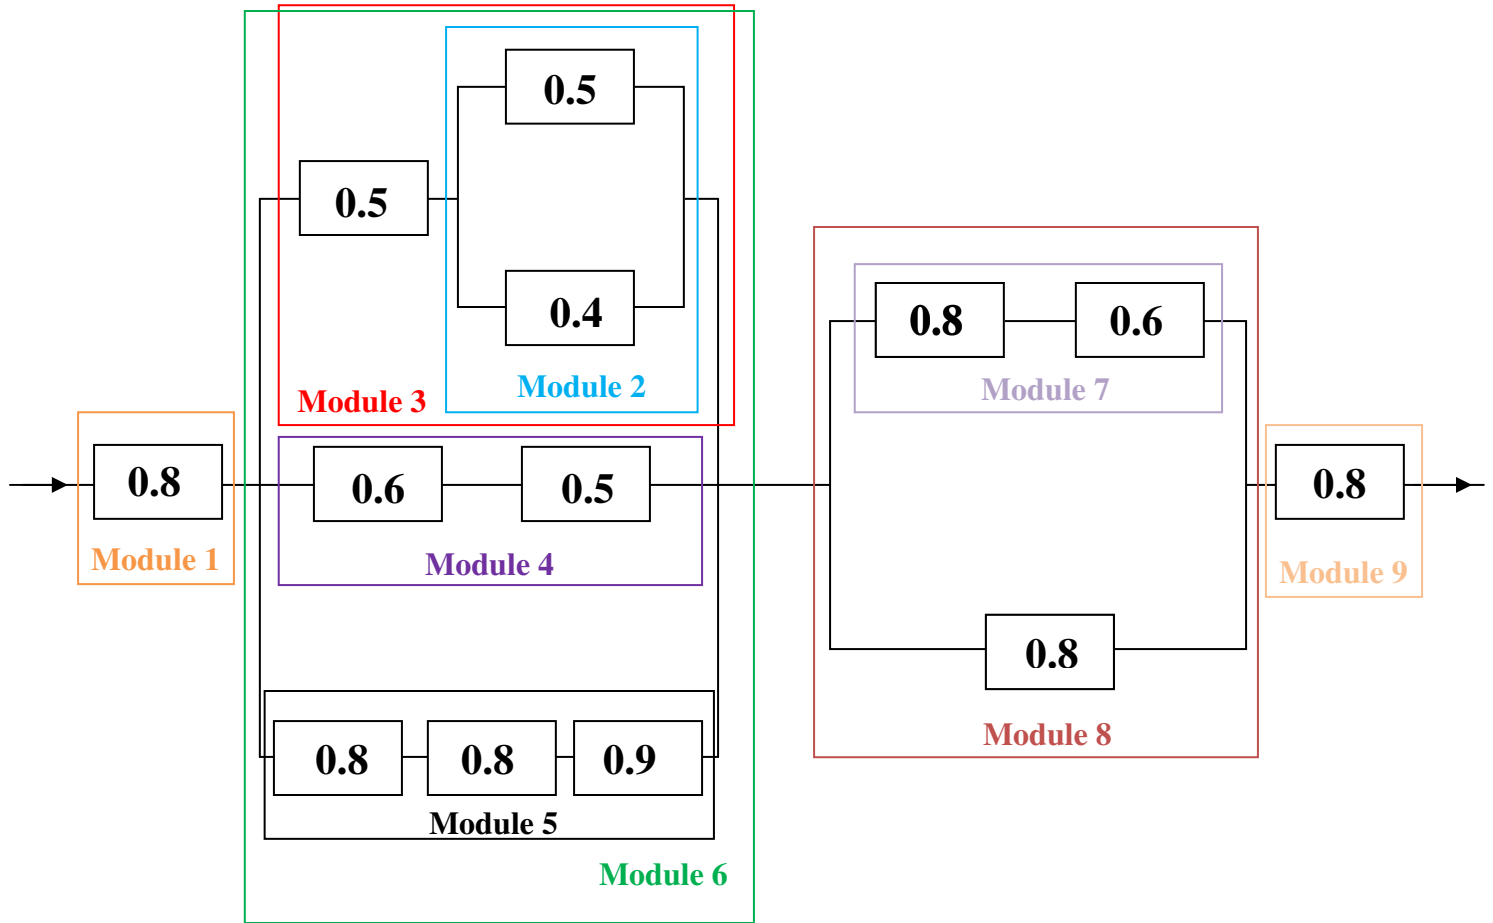 0.5
0.5
0.4
Module 2
Module 3
0.8
Module 1
0.6 0.5
Module 4
0.8 0.8 0.9
Module 5
Module 6
0.8 0.6
Module 7
0.8
Module 8
0.8
Module 9